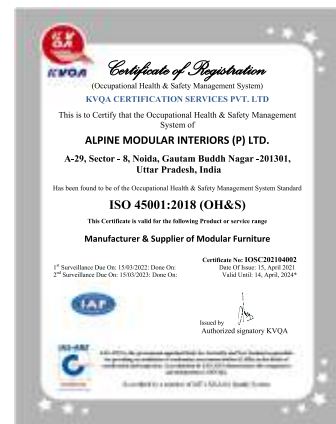 KVQA
Certificate of Registration
(Occupational Health & Safety Management System)
KVQA CERTIFICATION SERVICES PVT. LTD
This is to Certify that the Occupational Health & Safety Management
System of
ALPINE MODULAR INTERIORS (P) LTD.
A-29, Sector - 8, Noida, Gautam Buddh Nagar -201301,
Uttar Pradesh, India
Has been found to be of the Occupational Health & Safety Management System Standard
ISO 45001:2018 (OH&S)
This Certificate is valid for the following Product or service range
Manufacturer & Supplier of Modular Furniture
Certificate No: IOSC202104002
1st Surveillance Due On: 15/03/2022: Done On:
Date Of Issue: 15, April 2021
2nd Surveillance Due On: 15/03/2023: Done On:
Valid Until: 14, April, 2024*
IAF
Issued by
Authorized signatory KVQA